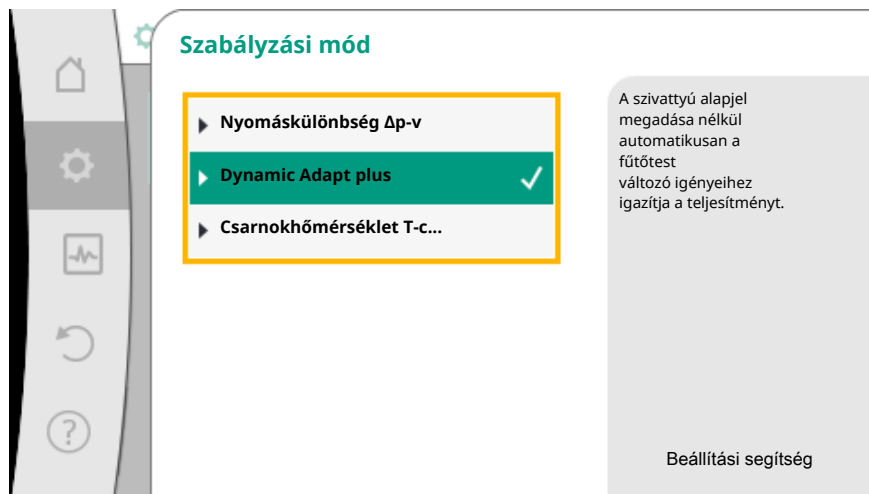 Szabályzási mód
Nyomáskülönbség Δp-v
Dynamic Adapt plus
Csarnokhőmérséklet T-c...
A szivattyú alapjel
megadása nélkül
automatikusan a
fűtőtest
változó igényeihez
igazítja a teljesítményt.
Beállítási segítség